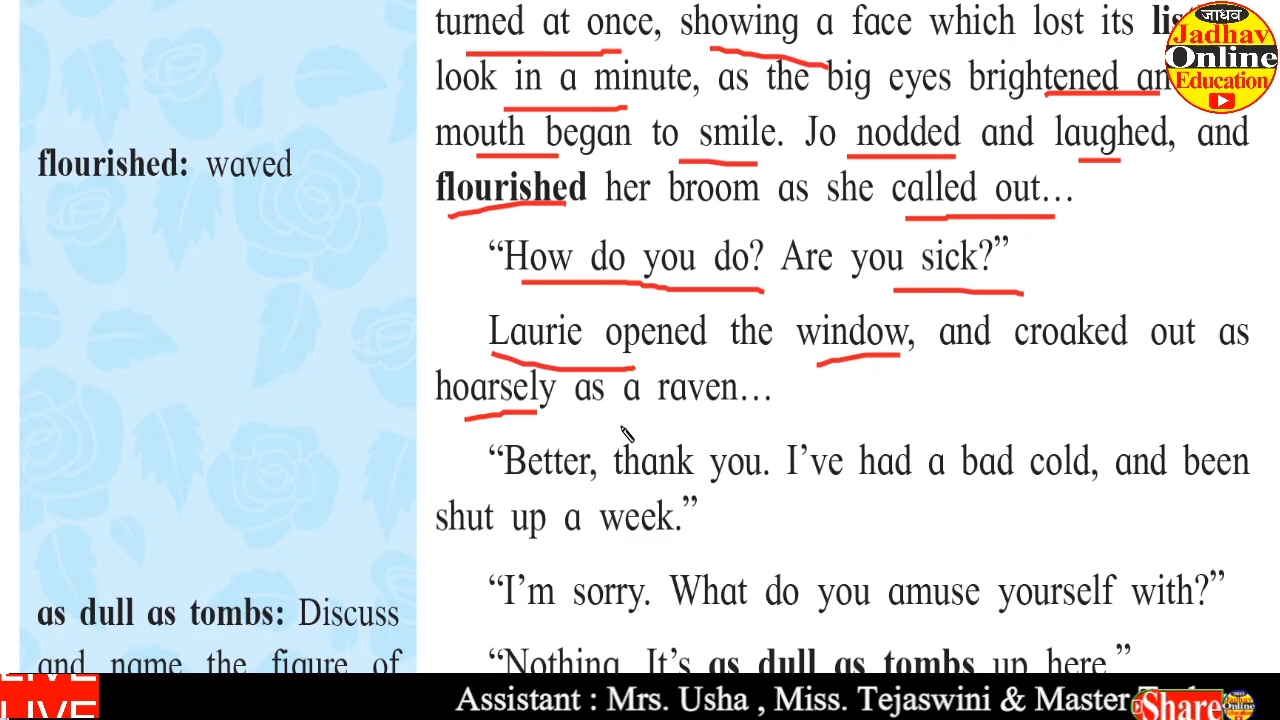 turned at once, showing a face which lost its
look in a minute, as the big eyes brightened
mouth began to smile. Jo nodded and laughed, and
flourished: waved
flourished her broom as she called out…
“How do you do? Are you sick?”
Laurie opened the window, and croaked out as
hoarsely as a raven…
“Better, thank you. I’ve had a bad cold, and been
shut up a week.”
“I’m sorry. What do you amuse yourself with?”
as dull as tombs: Discuss
and name the figure of
“Nothing. It’s as dull as tombs up here.”
जाधव
Jadhav
Online
Education
LIVE
LIVE
Assistant : Mrs. Usha , Miss. Tejaswini & Master
Share